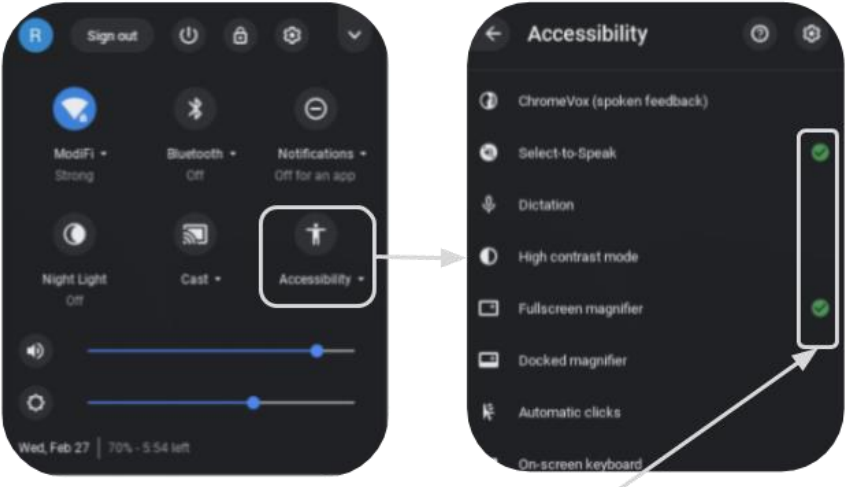 R
Sign out
ModiFi
Strong
Bluetooth
Off
Notifications
Off for an app
Night Light
Off
Cast
Accessibility
Wed, Feb 27 | 70% - 5:54 left
Accessibility
ChromeVox (spoken feedback)
Select-to-Speak
Dictation
High contrast mode
Fullscreen magnifier
Docked magnifier
Automatic clicks
On-screen keyboard